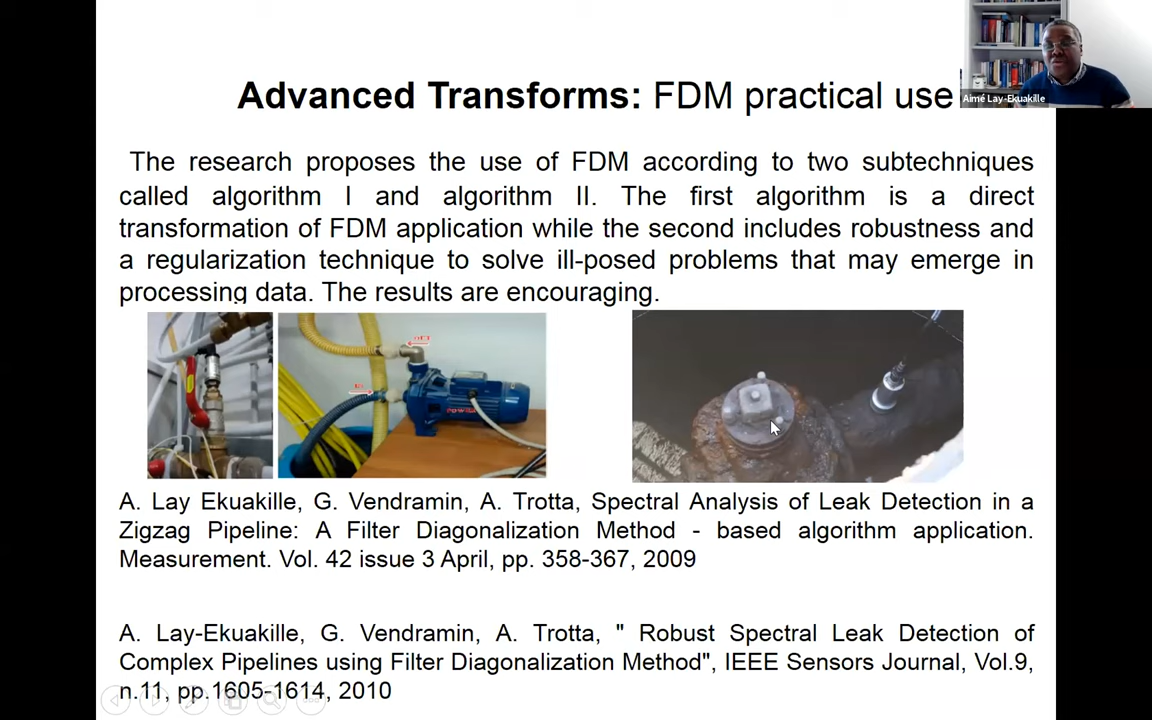 Advanced Transforms: FDM practical use
Aimé Lay-Ekuakille
The research proposes the use of FDM according to two subtechniques
called algorithm I and algorithm II. The first algorithm is a direct
transformation of FDM application while the second includes robustness and
a regularization technique to solve ill-posed problems that may emerge in
processing data. The results are encouraging.
A. Lay Ekuakille, G. Vendramin, A. Trotta, Spectral Analysis of Leak Detection in a
Zigzag Pipeline: A Filter Diagonalization Method - based algorithm application.
Measurement. Vol. 42 issue 3 April, pp. 358-367, 2009
A. Lay-Ekuakille, G. Vendramin, A. Trotta, " Robust Spectral Leak Detection of
Complex Pipelines using Filter Diagonalization Method", IEEE Sensors Journal, Vol.9,
n.11, pp.1605-1614, 2010